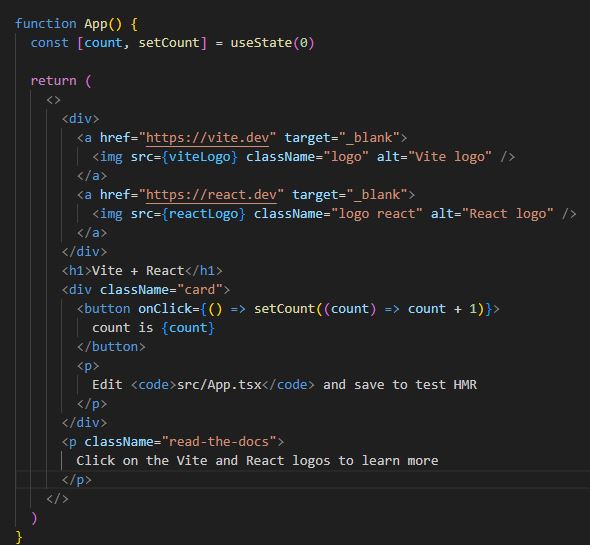 function App() {
  const [count, setCount] = useState(0)

  return (
    <>
      <div>
        <a href="https://vite.dev" target="_blank">
          <img src={viteLogo} className="logo" alt="Vite logo" />
        </a>
        <a href="https://react.dev" target="_blank">
          <img src={reactLogo} className="logo react" alt="React logo" />
        </a>
      </div>
      <h1>Vite + React</h1>
      <div className="card">
        <button onClick={() => setCount((count) => count + 1)}>
          count is {count}
        </button>
        <p>
          Edit <code>src/App.tsx</code> and save to test HMR
        </p>
      </div>
      <p className="read-the-docs">
        Click on the Vite and React logos to learn more
      </p>
    </>
  )
}